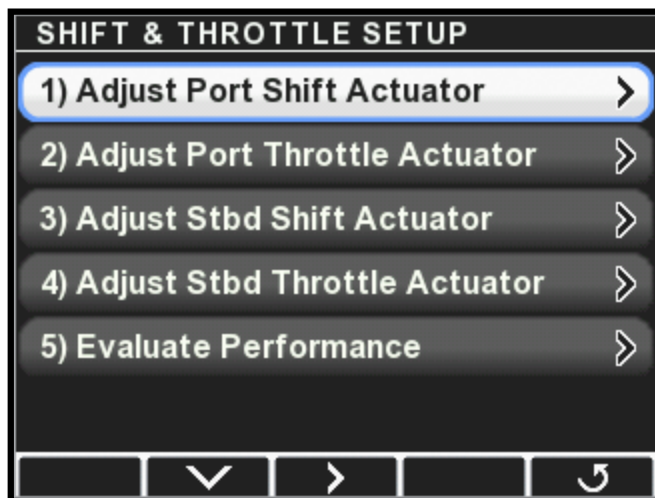 SHIFT & THROTTLE SETUP
1) Adjust Port Shift Actuator
2) Adjust Port Throttle Actuator
3) Adjust Stbd Shift Actuator
4) Adjust Stbd Throttle Actuator
5) Evaluate Performance